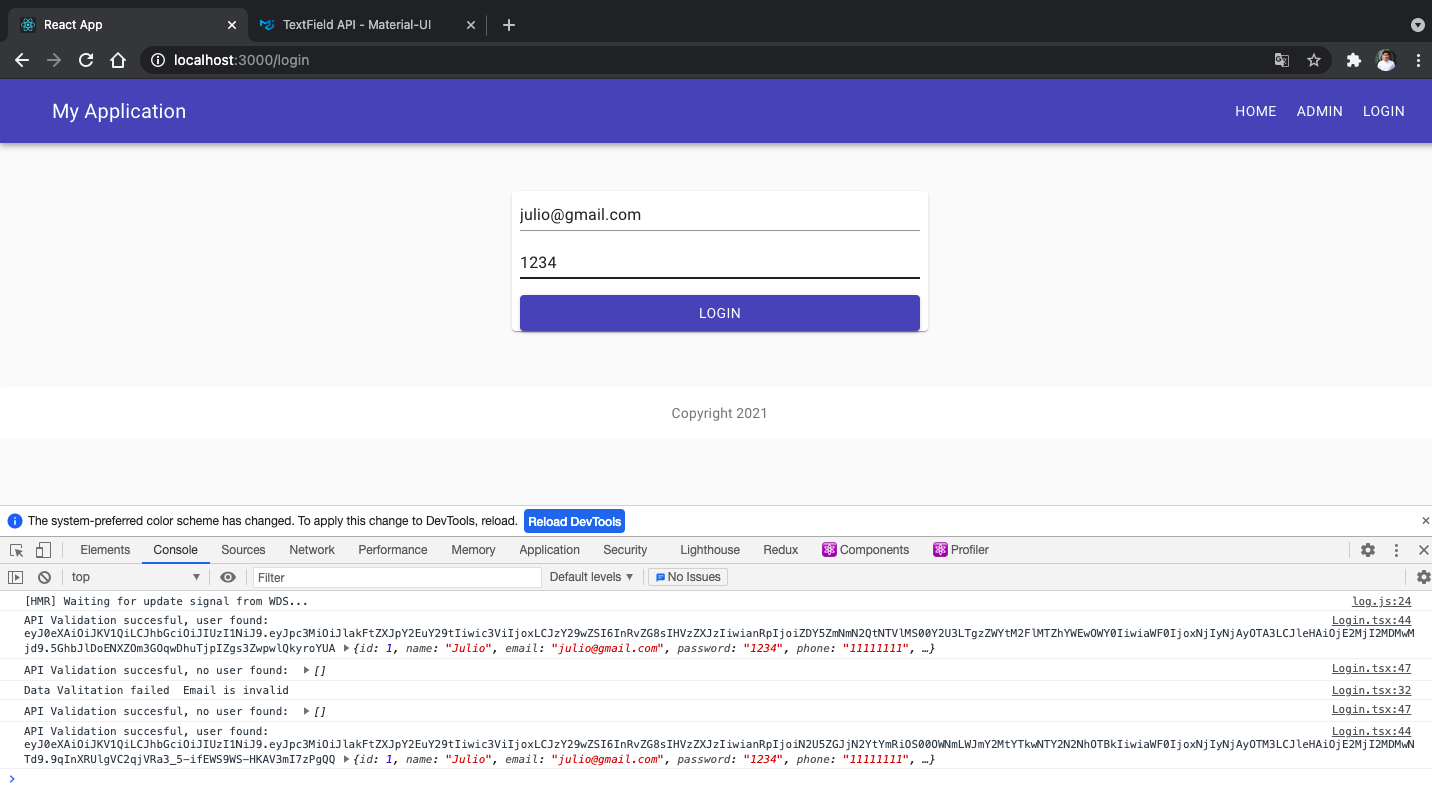 React App
TextField API - Material-UI
localhost:3000/login
My Application
HOME ADMIN LOGIN
julio@gmail.com
1234
LOGIN
Copyright 2021
The system-preferred color scheme has changed. To apply this change to DevTools, reload. Reload DevTools
Elements Console Sources Network Performance Memory Application Security Lighthouse Redux Components Profiler
top Filter Default levels No Issues
[HMR] Waiting for update signal from WDS... log.js:24
API Validation succesful, user found: Login.tsx:44
eyJ0eXAiOiJKV1QiLCJhbGciOiJIUzI1NiJ9.eyJpc3MiOiJlakFtZXJpY2EuY29tIiwic3ViIjoxLCJzY29wZSI6InRvZG8sIHVzZXJzIiwianRpIjoiZDY5ZmNmN2QtNTVlMS00Y2U3LTgzZWYtM2FlMTZhYWEwOWY0IiwiaWF0IjoxNjIyNjAyOTA3LCJleHAiOjE2MjI2MDMwM
jd9.5GhbJlDoENXZOm3GOqwDhuTjpIZgs3ZwpwlQkyroYUA {id: 1, name: "Julio", email: "julio@gmail.com", password: "1234", phone: "11111111", …}
API Validation succesful, no user found: [] Login.tsx:47
Data Valitation failed Email is invalid Login.tsx:32
API Validation succesful, no user found: [] Login.tsx:47
API Validation succesful, user found: Login.tsx:44
eyJ0eXAiOiJKV1QiLCJhbGciOiJIUzI1NiJ9.eyJpc3MiOiJlakFtZXJpY2EuY29tIiwic3ViIjoxLCJzY29wZSI6InRvZG8sIHVzZXJzIiwianRpIjoiN2U5ZGJjN2YtYmRiOS00OWNmLWJmY2MtYTkwNTY2N2NhOTBkIiwiaWF0IjoxNjIyNjAyOTM3LCJleHAiOjE2MjI2MDMwN
Td9.9qInXRUlgVC2qjVRa3_5-ifEWS9WS-HKAV3mI7zPgQQ {id: 1, name: "Julio", email: "julio@gmail.com", password: "1234", phone: "11111111", …}